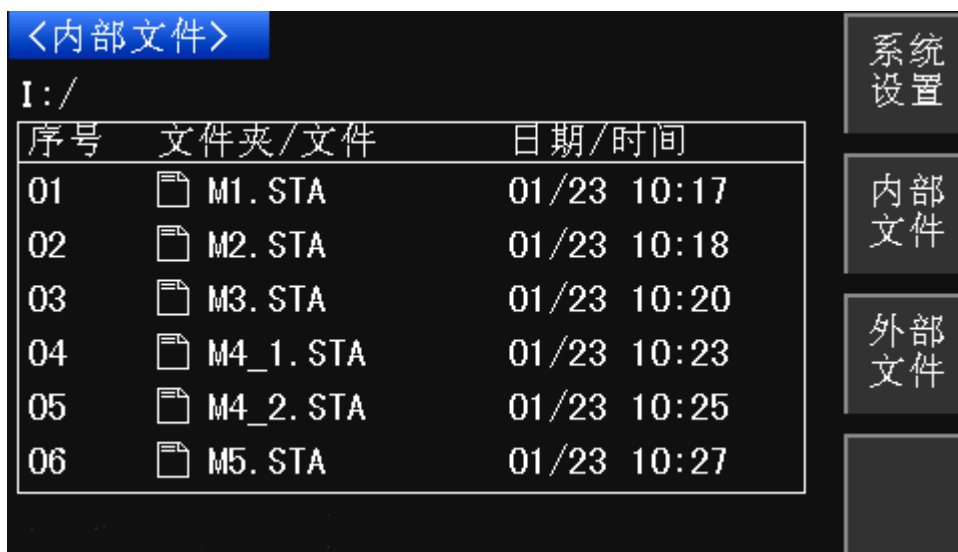 <内部文件>
I:/
序号 文件夹/文件 日期/时间
01 M1.STA 01/23 10:17
02 M2.STA 01/23 10:18
03 M3.STA 01/23 10:20
04 M4_1.STA 01/23 10:23
05 M4_2.STA 01/23 10:25
06 M5.STA 01/23 10:27
系统
设置
内部
文件
外部
文件